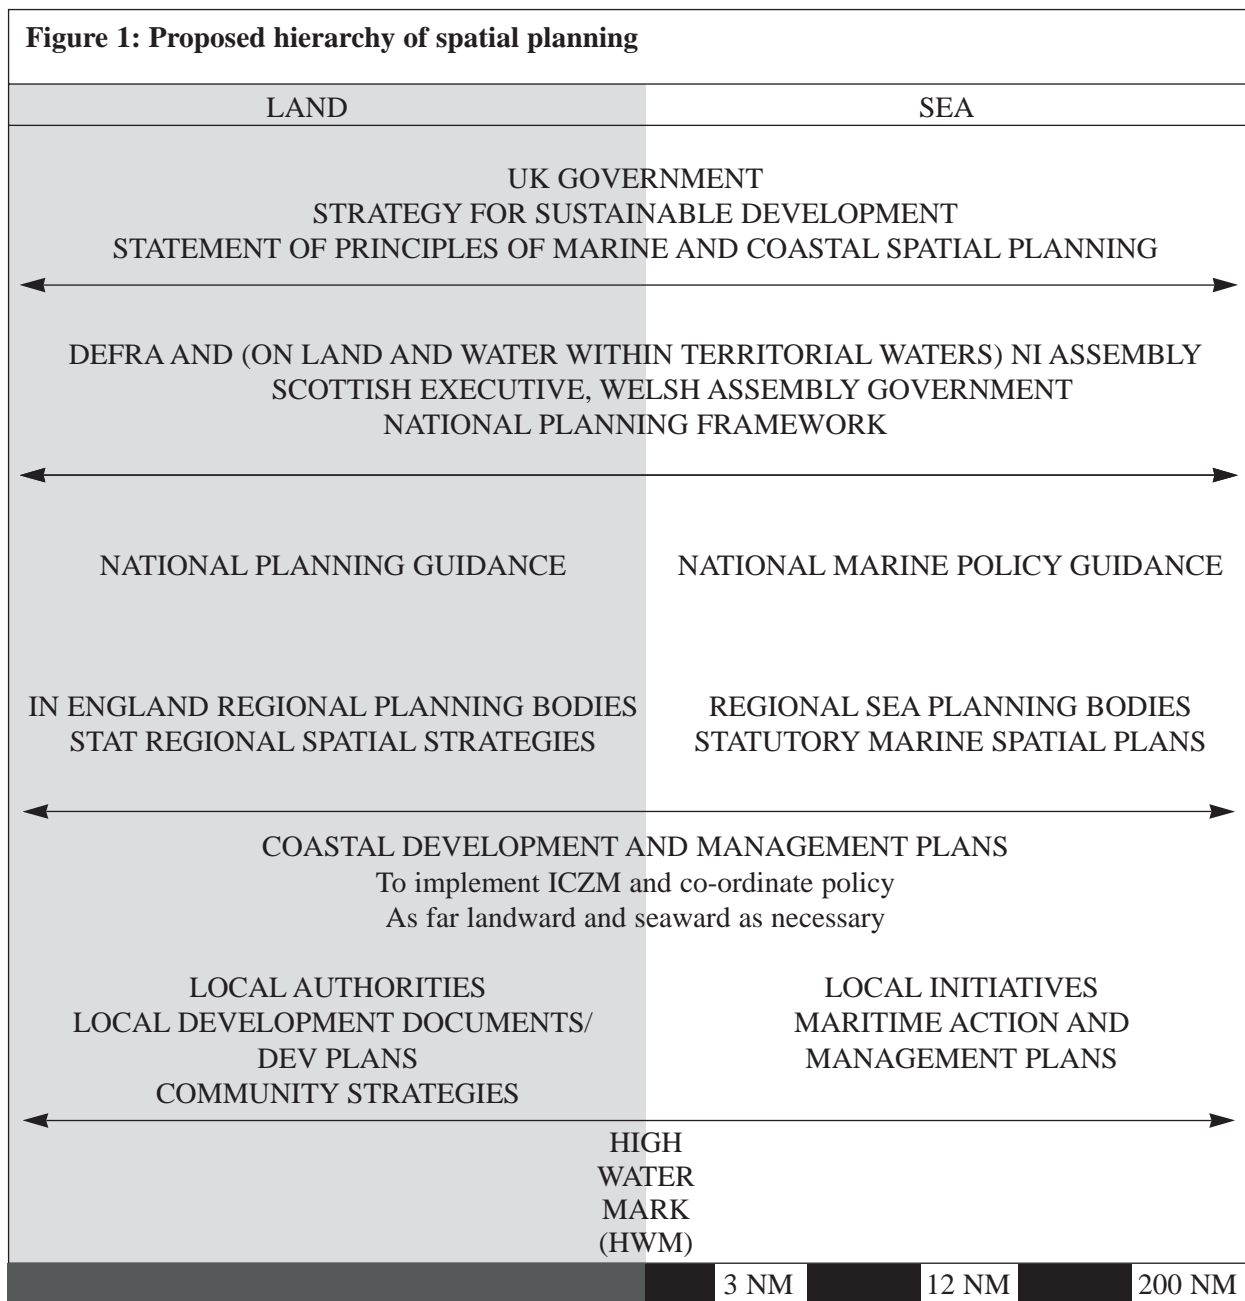 Figure 1: Proposed hierarchy of spatial planning
LAND
SEA
UK GOVERNMENT
STRATEGY FOR SUSTAINABLE DEVELOPMENT
STATEMENT OF PRINCIPLES OF MARINE AND COASTAL SPATIAL PLANNING
DEFRA AND (ON LAND AND WATER WITHIN TERRITORIAL WATERS) NI ASSEMBLY
SCOTTISH EXECUTIVE, WELSH ASSEMBLY GOVERNMENT
NATIONAL PLANNING FRAMEWORK
NATIONAL PLANNING GUIDANCE
NATIONAL MARINE POLICY GUIDANCE
IN ENGLAND REGIONAL PLANNING BODIES
STAT REGIONAL SPATIAL STRATEGIES
REGIONAL SEA PLANNING BODIES
STATUTORY MARINE SPATIAL PLANS
COASTAL DEVELOPMENT AND MANAGEMENT PLANS
To implement ICZM and co-ordinate policy
As far landward and seaward as necessary
LOCAL AUTHORITIES
LOCAL DEVELOPMENT DOCUMENTS/
DEV PLANS
COMMUNITY STRATEGIES
LOCAL INITIATIVES
MARITIME ACTION AND
MANAGEMENT PLANS
HIGH
WATER
MARK
(HWM)
3 NM
12 NM
200 NM